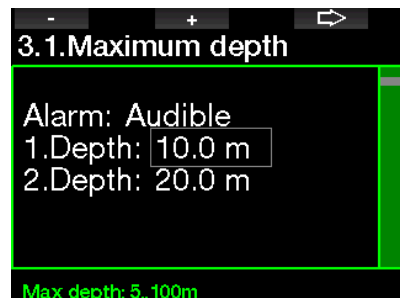 - +
3.1.Maximum depth
Alarm: Audible
1.Depth: 10.0 m
2.Depth: 20.0 m
Max depth: 5..100m